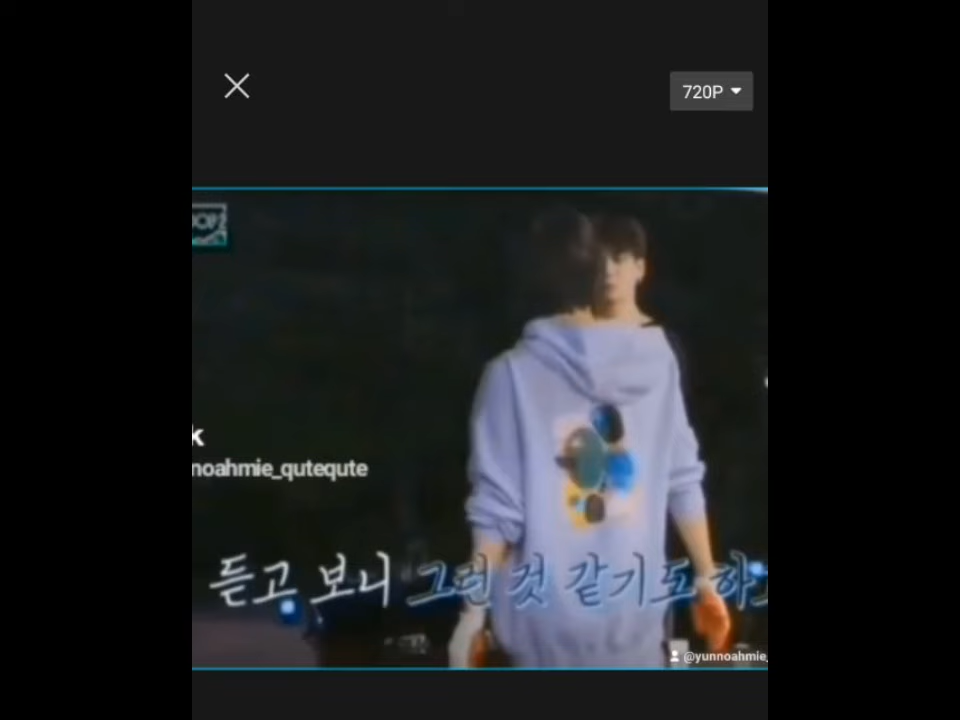 720P
k
noahmie_qutequte
듣고 보니 그런 것 같기도 하
@yunnoahmie_